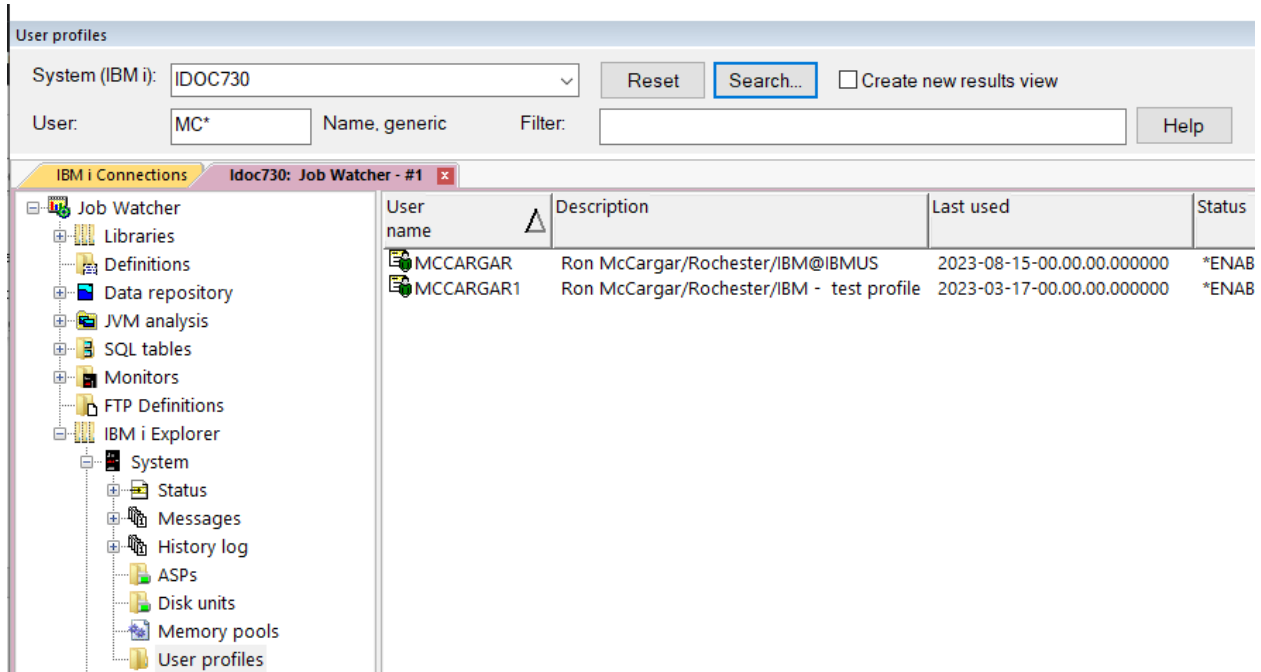 User profiles
System (IBM i): IDOC730 Reset Search... Create new results view
User: MC* Name, generic Filter: Help
IBM i Connections Idoc730: Job Watcher - #1
Job Watcher
Libraries
Definitions
Data repository
JVM analysis
SQL tables
Monitors
FTP Definitions
IBM i Explorer
System
Status
Messages
History log
ASPs
Disk units
Memory pools
User profiles
User name Description Last used Status
MCCARGAR Ron McCargar/Rochester/IBM@IBMUS 2023-08-15-00.00.00.000000 *ENAB
MCCARGAR1 Ron McCargar/Rochester/IBM - test profile 2023-03-17-00.00.00.000000 *ENAB